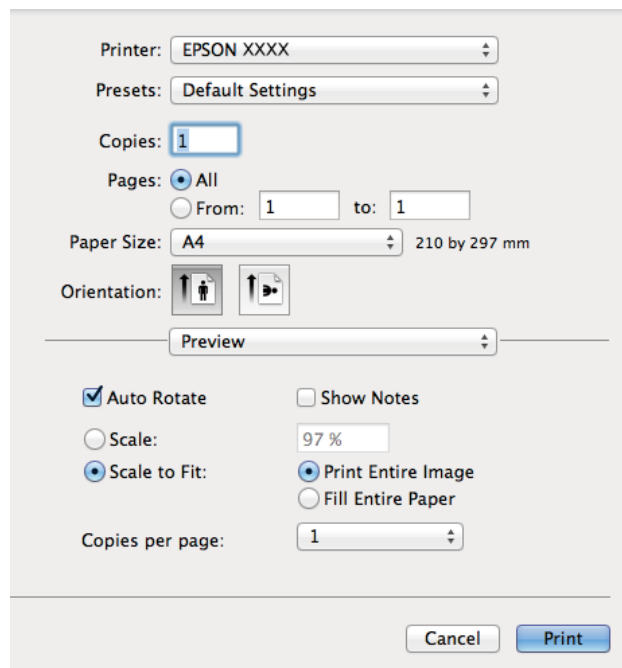 Printer: EPSON XXXX
Presets: Default Settings
Copies: 1
Pages: All
From: 1 to: 1
Paper Size: A4 210 by 297 mm
Orientation:
Preview
Auto Rotate Show Notes
Scale: 97 %
Scale to Fit: Print Entire Image
Fill Entire Paper
Copies per page: 1
Cancel Print